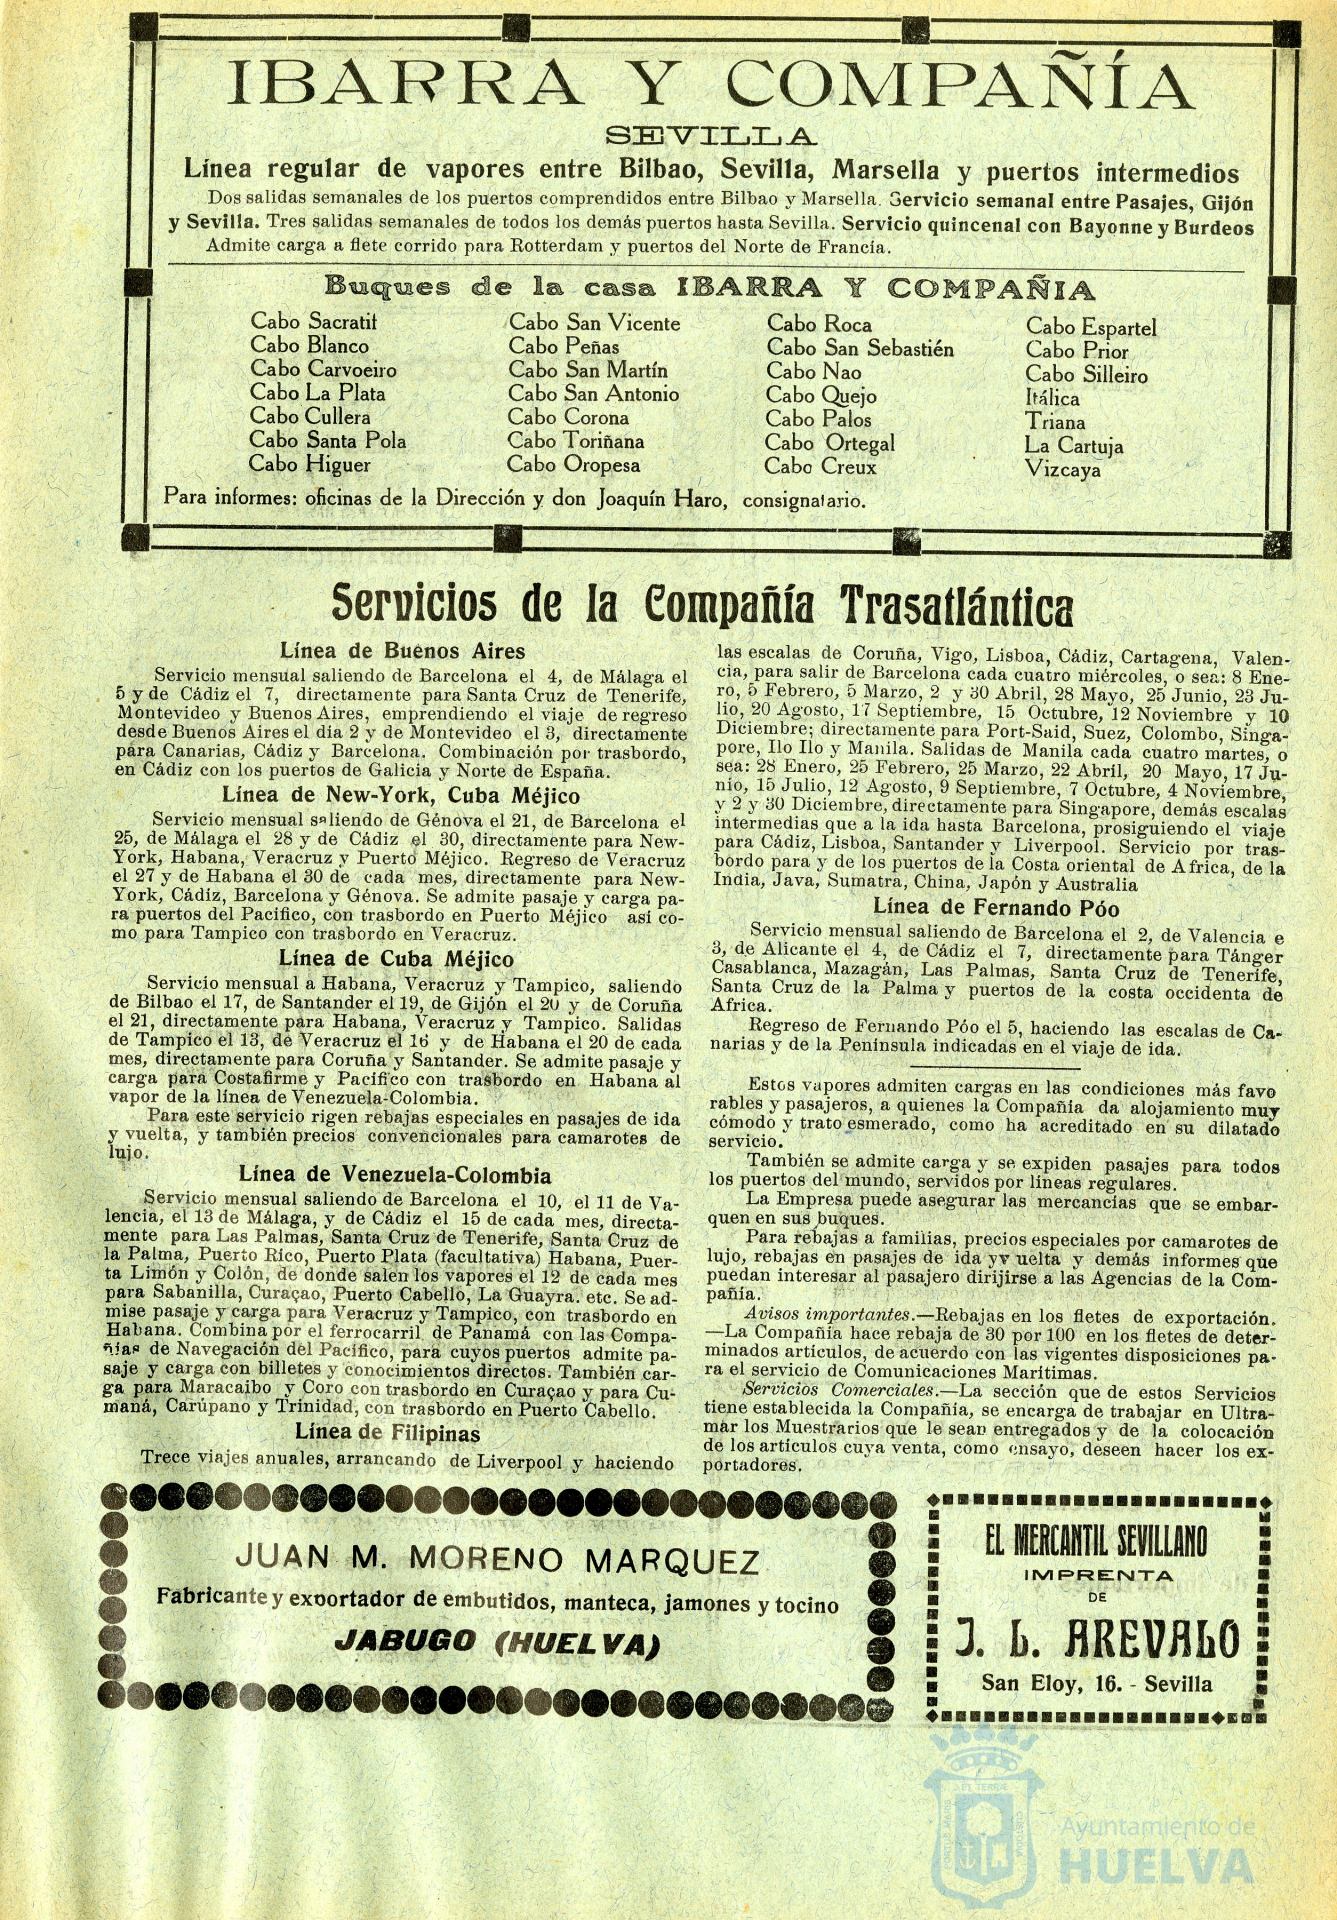 IBARRA Y COMPAÑÍA
SEVILLA
Línea regular de vapores entre Bilbao, Sevilla, Marsella y puertos intermedios
Dos salidas semanales de los puertos comprendidos entre Bilbao y Marsella. Servicio semanal entre Pasajes, Gijón
y Sevilla. Tres salidas semanales de todos los demás puertos hasta Sevilla. Servicio quincenal con Bayonne y Burdeos
Admite carga a flete corrido para Rotterdam y puertos del Norte de Francia.
Buques de la casa IBARRA Y COMPAÑIA
Cabo Sacratif
Cabo Blanco
Cabo Carvoeiro
Cabo La Plata
Cabo Cullera
Cabo Santa Pola
Cabo Higuer
Cabo San Vicente
Cabo Peñas
Cabo San Martín
Cabo San Antonio
Cabo Corona
Cabo Toriñana
Cabo Oropesa
Cabo Roca
Cabo San Sebastién
Cabo Nao
Cabo Quejo
Cabo Palos
Cabo Ortegal
Cabo Creux
Cabo Espartel
Cabo Prior
Cabo Silleiro
Itálica
Triana
La Cartuja
Vizcaya
Para informes: oficinas de la Dirección y don Joaquín Haro, consignatario.
Servicios de la Compañía Trasatlántica
Línea de Buenos Aires
Servicio mensual saliendo de Barcelona el 4, de Málaga el
5 y de Cádiz el 7, directamente para Santa Cruz de Tenerife,
Montevideo y Buenos Aires, emprendiendo el viaje de regreso
desde Buenos Aires el día 2 y de Montevideo el 3, directamente
pára Canarias, Cádiz y Barcelona. Combinación por trasbordo,
en Cádiz con los puertos de Galicia y Norte de España.
Línea de New-York, Cuba Méjico
Servicio mensual saliendo de Génova el 21, de Barcelona el
25, de Málaga el 28 y de Cádiz el 30, directamente para New-
York, Habana, Veracruz y Puerto Méjico. Regreso de Veracruz
el 27 y de Habana el 30 de cada mes, directamente para New-
York, Cádiz, Barcelona y Génova. Se admite pasaje y carga pa-
ra puertos del Pacifico, con trasbordo en Puerto Méjico así co-
mo para Tampico con trasbordo en Veracruz.
Línea de Cuba Méjico
Servicio mensual a Habana, Veracruz y Tampico, saliendo
de Bilbao el 17, de Santander el 19, de Gijón el 20 y de Coruña
el 21, directamente para Habana, Veracruz y Tampico. Salidas
de Tampico el 13, de Veracruz el 16 y de Habana el 20 de cada
mes, directamente para Coruña y Santander. Se admite pasaje y
carga para Costafirme y Pacifico con trasbordo en Habana al
vapor de la línea de Venezuela-Colombia.
Para este servicio rigen rebajas especiales en pasajes de ida
y vuelta, y también precios convencionales para camarotes de
lujo.
Línea de Venezuela-Colombia
Servicio mensual saliendo de Barcelona el 10, el 11 de Va-
lencia, el 13 de Málaga, y de Cádiz el 15 de cada mes, directa-
mente para Las Palmas, Santa Cruz de Tenerife, Santa Cruz de
la Palma, Puerto Rico, Puerto Plata (facultativa) Habana, Puer-
ta Limón y Colón, de donde salen los vapores el 12 de cada mes
para Sabanilla, Curaçao, Puerto Cabello, La Guayra. etc. Se ad-
mise pasaje y carga para Veracruz y Tampico, con trasbordo en
Habana. Combina por el ferrocarril de Panamá con las Compa-
ñías de Navegación del Pacífico, para cuyos puertos admite pa-
saje y carga con billetes y conocimientos directos. También car-
ga para Maracaibo y Coro con trasbordo en Curaçao y para Cu-
maná, Carúpano y Trinidad, con trasbordo en Puerto Cabello.
Línea de Filipinas
Trece viajes anuales, arrancando de Liverpool y haciendo
las escalas de Coruña, Vigo, Lisboa, Cádiz, Cartagena, Valen-
cia, para salir de Barcelona cada cuatro miércoles, o sea: 8 Ene-
ro, 5 Febrero, 5 Marzo, 2 y 30 Abril, 28 Mayo, 25 Junio, 23 Ju-
lio, 20 Agosto, 17 Septiembre, 15 Octubre, 12 Noviembre y 10
Diciembre; directamente para Port-Said, Suez, Colombo, Singa-
pore, Ilo Ilo y Manila. Salidas de Manila cada cuatro martes, o
sea: 28 Enero, 25 Febrero, 25 Marzo, 22 Abril, 20 Mayo, 17 Ju-
nio, 15 Julio, 12 Agosto, 9 Septiembre, 7 Octubre, 4 Noviembre,
y 2 y 30 Diciembre, directamente para Singapore, demás escalas
intermedias que a la ida hasta Barcelona, prosiguiendo el viaje
para Cádiz, Lisboa, Santander y Liverpool. Servicio por tras-
bordo para y de los puertos de la Costa oriental de Africa, de la
India, Java, Sumatra, China, Japón y Australia
Línea de Fernando Póo
Servicio mensual saliendo de Barcelona el 2, de Valencia e
3, de Alicante el 4, de Cádiz el 7, directamente para Tánger
Casablanca, Mazagán, Las Palmas, Santa Cruz de Tenerife,
Santa Cruz de la Palma y puertos de la costa occidenta de
Africa.
Regreso de Fernando Póo el 5, haciendo las escalas de Ca-
narias y de la Península indicadas en el viaje de ida.
Estos vapores admiten cargas en las condiciones más favo
rables y pasajeros, a quienes la Compañía da alojamiento muy
cómodo y trato esmerado, como ha acreditado en su dilatado
servicio.
También se admite carga y se expiden pasajes para todos
los puertos del mundo, servidos por lineas regulares.
La Empresa puede asegurar las mercancías que se embar-
quen en sus buques.
Para rebajas a familias, precios especiales por camarotes de
lujo, rebajas en pasajes de ida yv uelta y demás informes que
puedan interesar al pasajero dirijirse a las Agencias de la Com-
pañía.
Avisos importantes.—Rebajas en los fletes de exportación.
—La Compañía hace rebaja de 30 por 100 en los fletes de deter-
minados artículos, de acuerdo con las vigentes disposiciones pa-
ra el servicio de Comunicaciones Marítimas.
Servicios Comerciales.—La sección que de estos Servicios
tiene establecida la Compañía, se encarga de trabajar en Ultra-
mar los Muestrarios que le sean entregados y de la colocación
de los artículos cuya venta, como ensayo, deseen hacer los ex-
portadores.
JUAN M. MORENO MARQUEZ
Fabricante y exportador de embutidos, manteca, jamones y tocino
JABUGO (HUELVA)
EL MERCANTIL SEVILLANO
IMPRENTA
DE
J. L. AREVALO
San Eloy, 16. - Sevilla
Ayuntamiento de
HUELVA